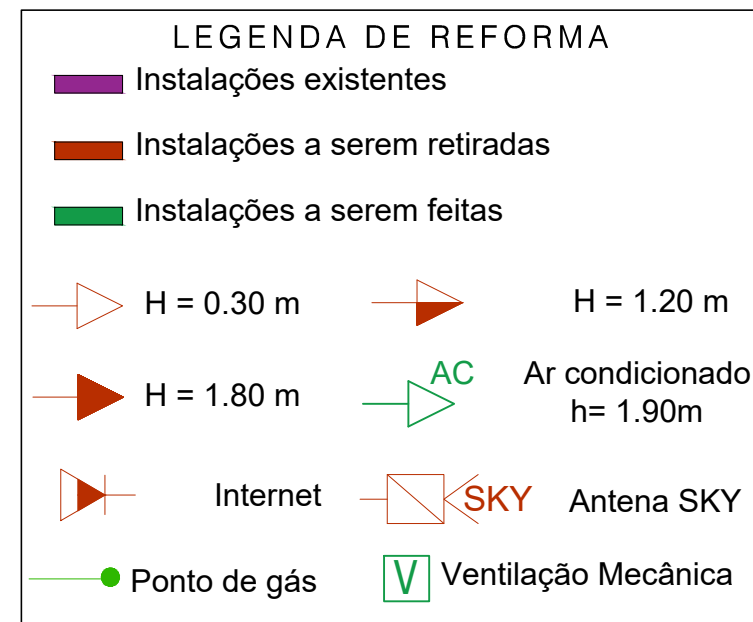 LEGENDA DE REFORMA
Instalações existentes
Instalações a serem retiradas
Instalações a serem feitas
H = 0.30 m
H = 1.20 m
H = 1.80 m
AC
Ar condicionado
h= 1.90m
Internet
SKY
Antena SKY
Ponto de gás
V
Ventilação Mecânica